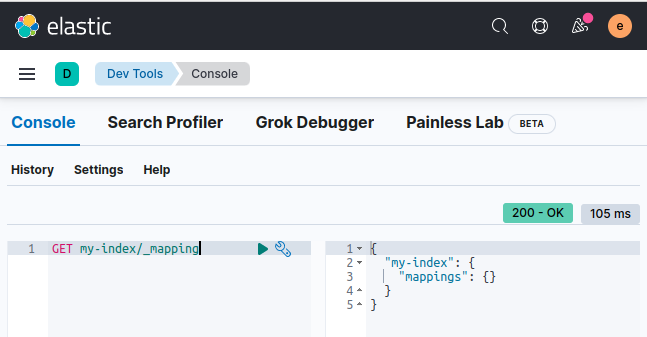 elastic
e
D Dev Tools Console
Console Search Profiler Grok Debugger Painless Lab BETA
History Settings Help
200 - OK 105 ms
1 GET my-index/_mapping
1 {
2 "my-index": {
3 "mappings": {}
4 }
5 }